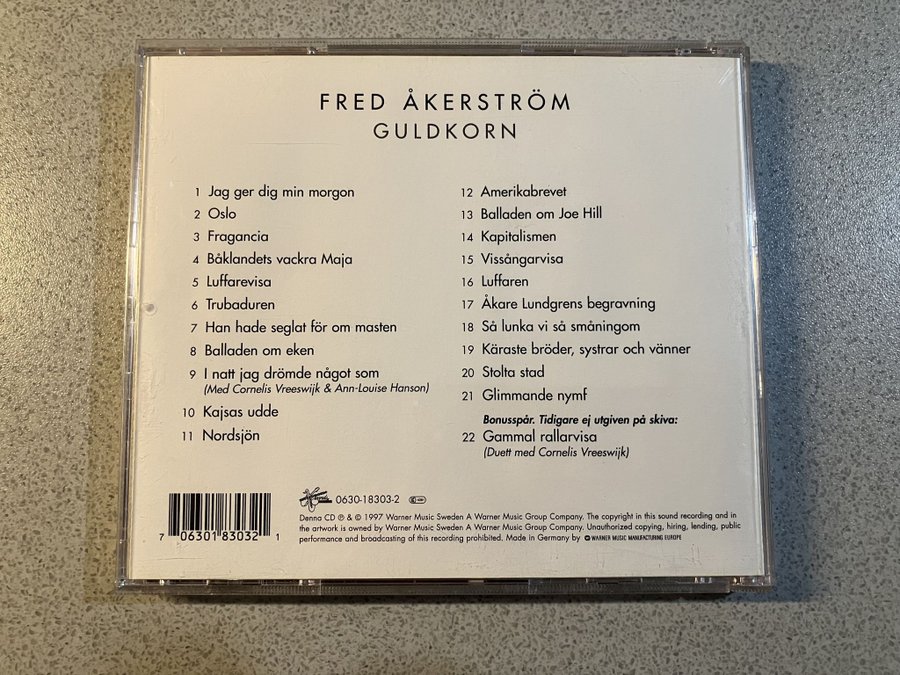 FRED ÅKERSTRÖM
GULDKORN
1 Jag ger dig min morgon
2 Oslo
3 Fragancia
4 Båklandets vackra Maja
5 Luffarevisa
6 Trubaduren
7 Han hade seglat för om masten
8 Balladen om eken
9 I natt jag drömde något som
(Med Cornelis Vreeswijk & Ann-Louise Hanson)
10 Kajsas udde
11 Nordsjön
12 Amerikabrevet
13 Balladen om Joe Hill
14 Kapitalismen
15 Vissångarvisa
16 Luffaren
17 Åkare Lundgrens begravning
18 Så lunka vi så småningom
19 Käraste bröder, systrar och vänner
20 Stolta stad
21 Glimmande nymf
Bonusspår. Tidigare ej utgiven på skiva:
22 Gammal rallarvisa
(Duett med Cornelis Vreeswijk)
7 06301 83032 1
0630-18303-2
Denna CD ℗ & © 1997 Warner Music Sweden A Warner Music Group Company. The copyright in this sound recording and in
the artwork is owned by Warner Music Sweden A Warner Music Group Company. Unauthorized copying, hiring, lending, public
performance and broadcasting of this recording prohibited. Made in Germany by WARNER MUSIC MANUFACTURING EUROPE